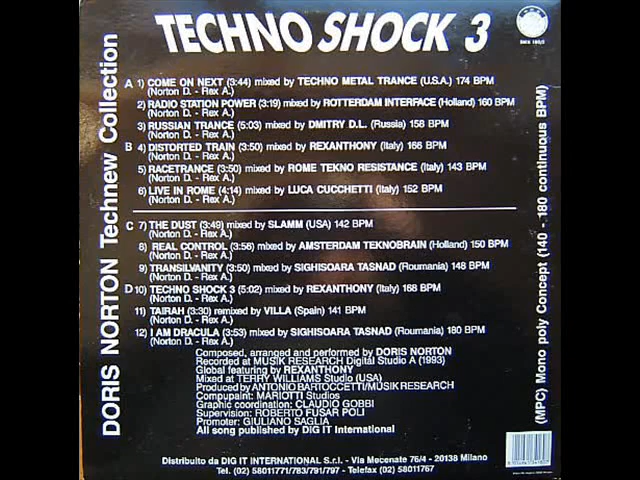 TECHNO SHOCK 3
DORIS NORTON Technew Collection
A 1) COME ON NEXT (3:44) mixed by TECHNO METAL TRANCE (U.S.A.) 174 BPM
(Norton D. - Rex A.)
2) RADIO STATION POWER (3:19) mixed by ROTTERDAM INTERFACE (Holland) 160 BPM
(Norton D. - Rex A.)
3) RUSSIAN TRANCE (5:03) mixed by DMITRY D.L. (Russia) 158 BPM
(Norton D. - Rex A.)
B 4) DISTORTED TRAIN (3:50) mixed by REXANTHONY (Italy) 166 BPM
(Norton D. - Rex A.)
5) RACETRANCE (3:50) mixed by ROME TEKNO RESISTANCE (Italy) 143 BPM
(Norton D. - Rex A.)
6) LIVE IN ROME (4:14) mixed by LUCA CUCCHETTI (Italy) 152 BPM
(Norton D. - Rex A.)
C 7) THE DUST (3:49) mixed by SLAMM (USA) 142 BPM
(Norton D. - Rex A.)
8) REAL CONTROL (3:56) mixed by AMSTERDAM TEKNOBRAIN (Holland) 150 BPM
(Norton D. - Rex A.)
9) TRANSILVANITY (3:50) mixed by SIGHISOARA TASNAD (Roumania) 148 BPM
(Norton D. - Rex A.)
D 10) TECHNO SHOCK 3 (5:02) mixed by REXANTHONY (Italy) 168 BPM
(Norton D. - Rex A.)
11) TAIRAH (3:30) remixed by VILLA (Spain) 141 BPM
(Norton D. - Rex A.)
12) I AM DRACULA (3:53) mixed by SIGHISOARA TASNAD (Roumania) 180 BPM
(Norton D. - Rex A.)
Composed, arranged and performed by DORIS NORTON
Recorded at MUSIK RESEARCH Digital Studio A (1993)
Global featuring by REXANTHONY
Mixed at TERRY WILLIAMS Studio (USA)
Produced by ANTONIO BARTOCCETTI/MUSIK RESEARCH
Compupaint: MARIOTTI Studios
Graphic coordination: CLAUDIO GOBBI
Supervision: ROBERTO FUSAR POLI
Promoter: GIULIANO SAGLIA
All song published by DIG IT International
Distribuito da DIG IT INTERNATIONAL S.r.l. - Via Mecenate 76/4 - 20138 Milano
Tel. (02) 58011771/783/791/797 - Telefax (02) 58011767
(MPC) Mono poly Concept (140 - 180 continuous BPM)